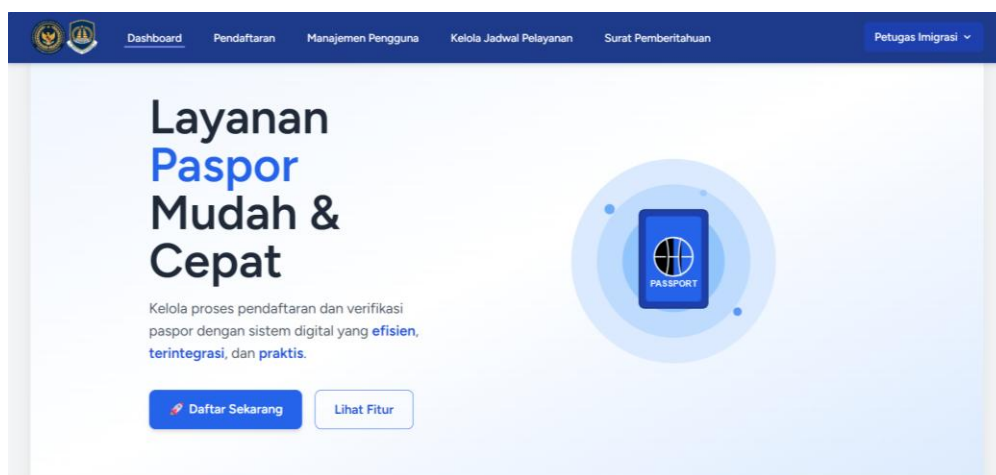 Dashboard Pendaftaran Manajemen Pengguna Kelola Jadwal Pelayanan Surat Pemberitahuan Petugas Imigrasi
Layanan
Paspor
Mudah &
Cepat
Kelola proses pendaftaran dan verifikasi
paspor dengan sistem digital yang efisien,
terintegrasi, dan praktis.
🚀 Daftar Sekarang Lihat Fitur
PASSPORT